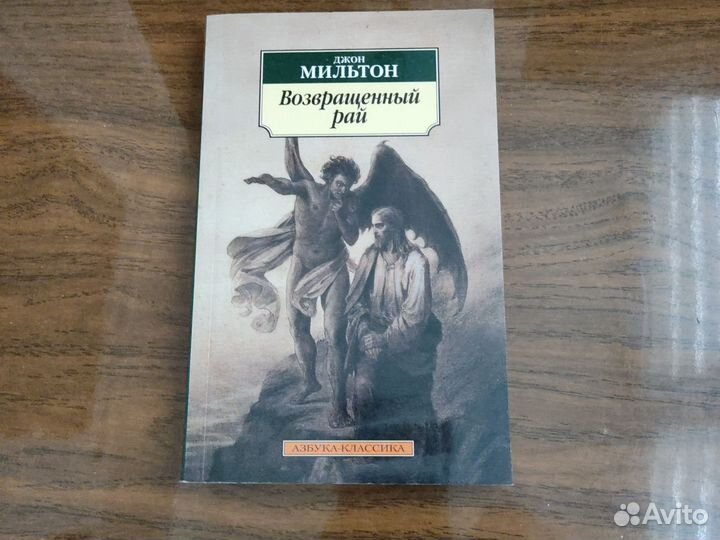 ДЖОН
МИЛЬТОН
Возвращенный
рай
АЗБУКА-КЛАССИКА
Avito